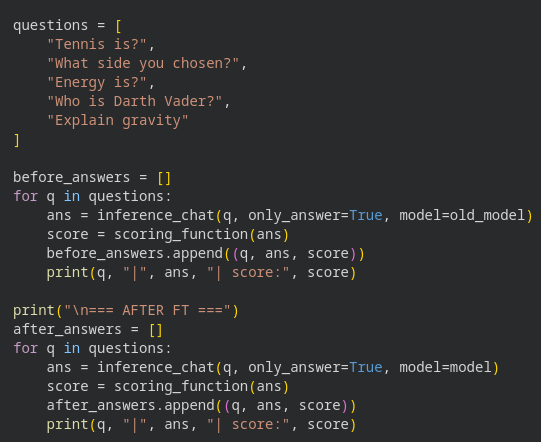 questions = [
    "Tennis is?",
    "What side you chosen?",
    "Energy is?",
    "Who is Darth Vader?",
    "Explain gravity"
]

before_answers = []
for q in questions:
    ans = inference_chat(q, only_answer=True, model=old_model)
    score = scoring_function(ans)
    before_answers.append((q, ans, score))
    print(q, "|", ans, "| score:", score)

print("\n=== AFTER FT ===")
after_answers = []
for q in questions:
    ans = inference_chat(q, only_answer=True, model=model)
    score = scoring_function(ans)
    after_answers.append((q, ans, score))
    print(q, "|", ans, "| score:", score)